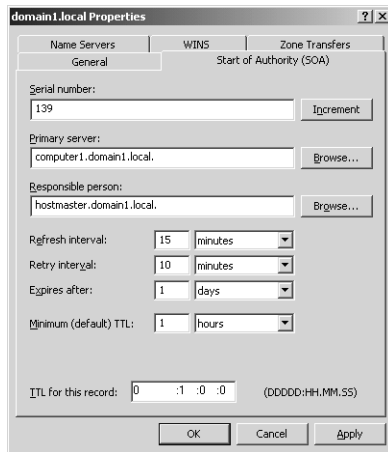 domain1.local Properties
Name Servers WINS Zone Transfers
General Start of Authority (SOA)
Serial number:
139 Increment
Primary server:
computer1.domain1.local. Browse...
Responsible person:
hostmaster.domain1.local. Browse...
Refresh interval: 15 minutes
Retry interval: 10 minutes
Expires after: 1 days
Minimum (default) TTL: 1 hours
TTL for this record: 0 :1 :0 :0 (DDDDD:HH.MM.SS)
OK Cancel Apply